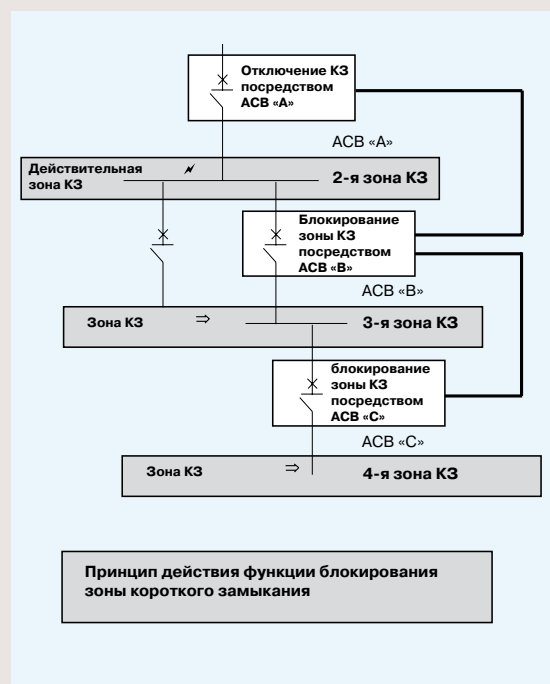 Отключение КЗ
посредством
АСВ «А»
АСВ «А»
Действительная
зона КЗ
2-я зона КЗ
Блокирование
зоны КЗ
посредством
АСВ «В»
АСВ «В»
Зона КЗ ⇒
3-я зона КЗ
блокирование
зоны КЗ
посредством
АСВ «С»
АСВ «С»
Зона КЗ ⇒
4-я зона КЗ
Принцип действия функции блокирования
зоны короткого замыкания